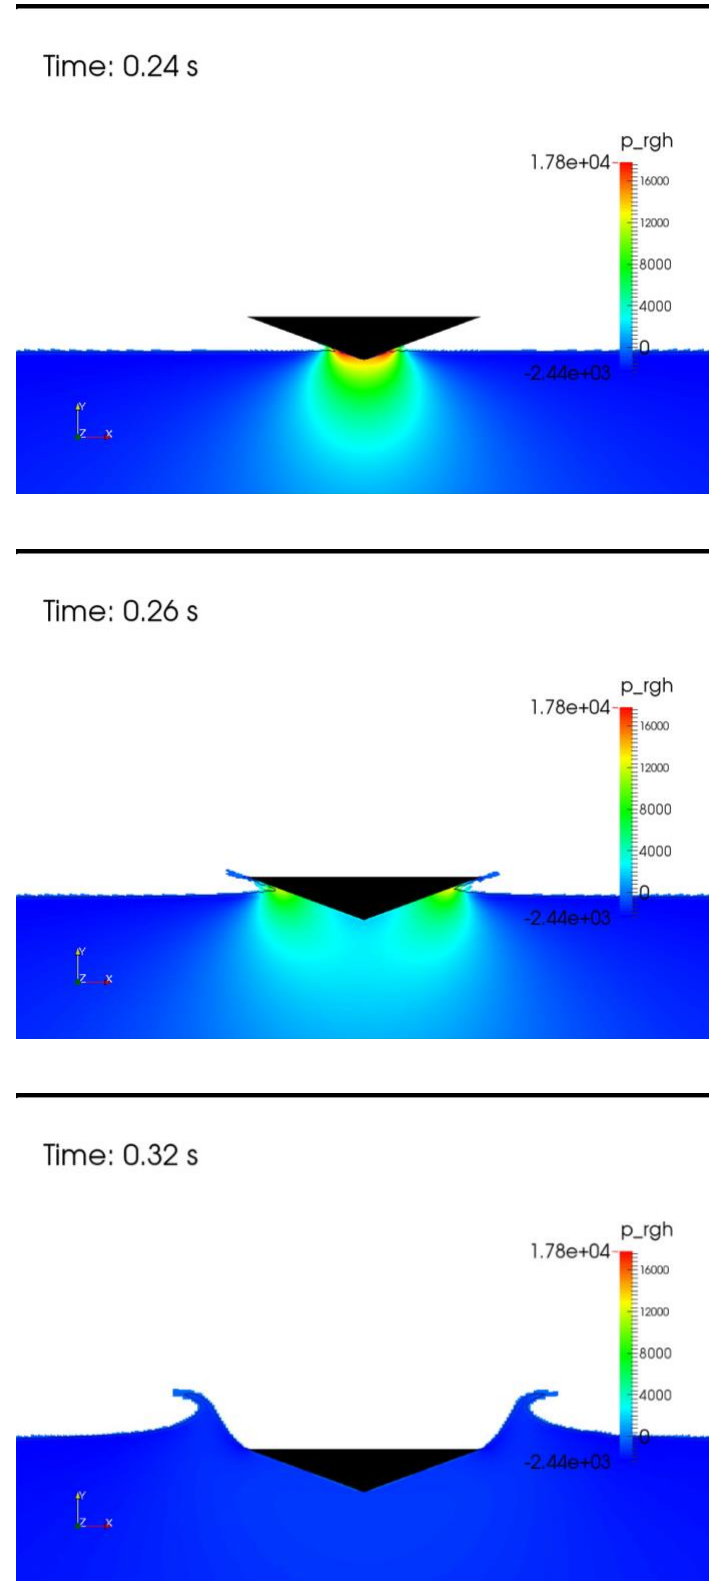 Time: 0.24 s
p_rgh
1.78e+04
16000
12000
8000
4000
0
-2.44e+03
Y
Z X
Time: 0.26 s
p_rgh
1.78e+04
16000
12000
8000
4000
0
-2.44e+03
Y
Z X
Time: 0.32 s
p_rgh
1.78e+04
16000
12000
8000
4000
0
-2.44e+03
Y
Z X